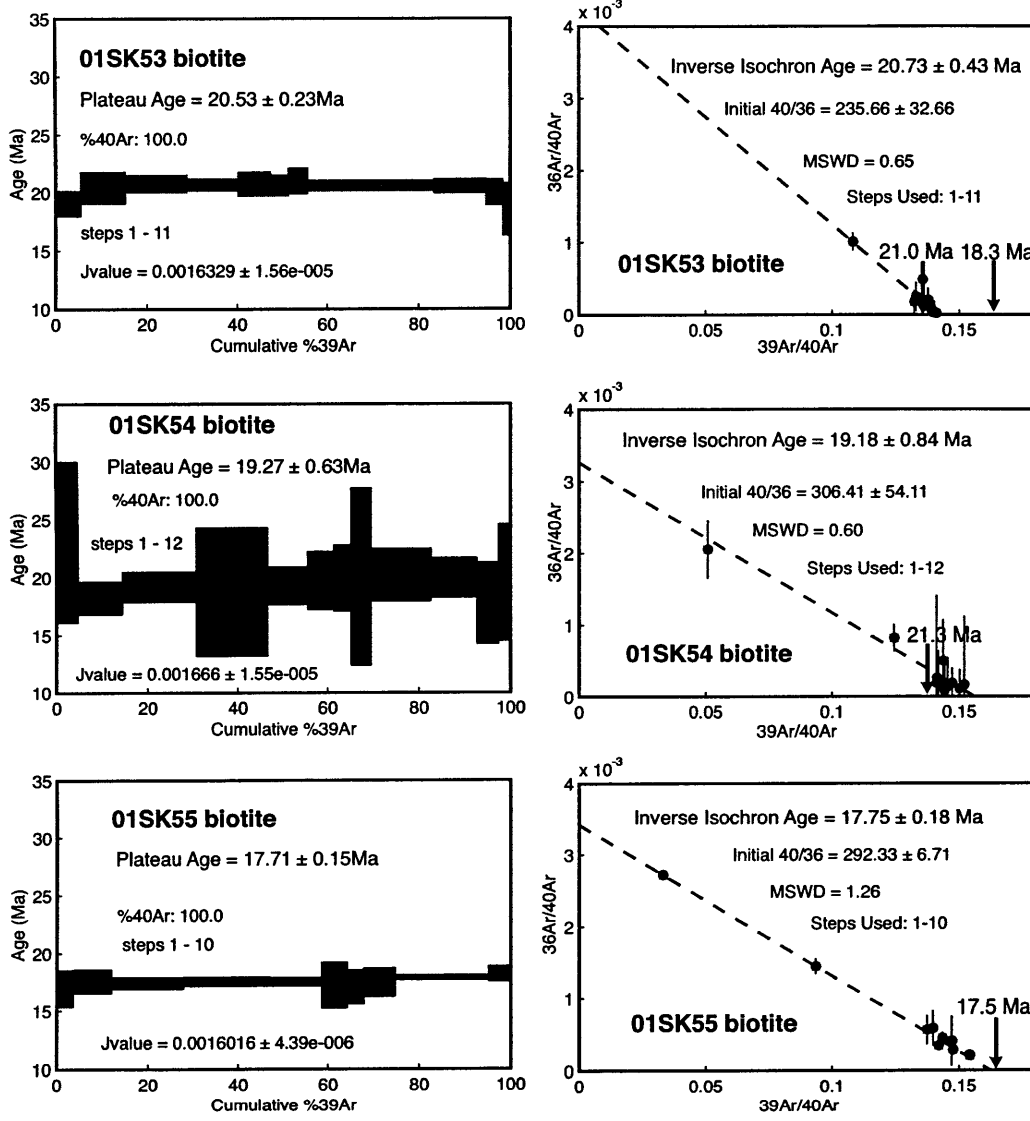 35
30
25
20
15
10
Age (Ma)
01SK53 biotite
Plateau Age = 20.53 ± 0.23Ma
%40Ar: 100.0
steps 1 - 11
Jvalue = 0.0016329 ± 1.56e-005
0 20 40 60 80 100
Cumulative %39Ar
x 10-3
4
3
2
1
0
36Ar/40Ar
Inverse Isochron Age = 20.73 ± 0.43 Ma
Initial 40/36 = 235.66 ± 32.66
MSWD = 0.65
Steps Used: 1-11
21.0 Ma 18.3 Ma
01SK53 biotite
0 0.05 0.1 0.15
39Ar/40Ar
35
30
25
20
15
10
Age (Ma)
01SK54 biotite
Plateau Age = 19.27 ± 0.63Ma
%40Ar: 100.0
steps 1 - 12
Jvalue = 0.001666 ± 1.55e-005
0 20 40 60 80 100
Cumulative %39Ar
x 10-3
4
3
2
1
0
36Ar/40Ar
Inverse Isochron Age = 19.18 ± 0.84 Ma
Initial 40/36 = 306.41 ± 54.11
MSWD = 0.60
Steps Used: 1-12
21.3 Ma
01SK54 biotite
0 0.05 0.1 0.15
39Ar/40Ar
35
30
25
20
15
10
Age (Ma)
01SK55 biotite
Plateau Age = 17.71 ± 0.15Ma
%40Ar: 100.0
steps 1 - 10
Jvalue = 0.0016016 ± 4.39e-006
0 20 40 60 80 100
Cumulative %39Ar
x 10-3
4
3
2
1
0
36Ar/40Ar
Inverse Isochron Age = 17.75 ± 0.18 Ma
Initial 40/36 = 292.33 ± 6.71
MSWD = 1.26
Steps Used: 1-10
17.5 Ma
01SK55 biotite
0 0.05 0.1 0.15
39Ar/40Ar